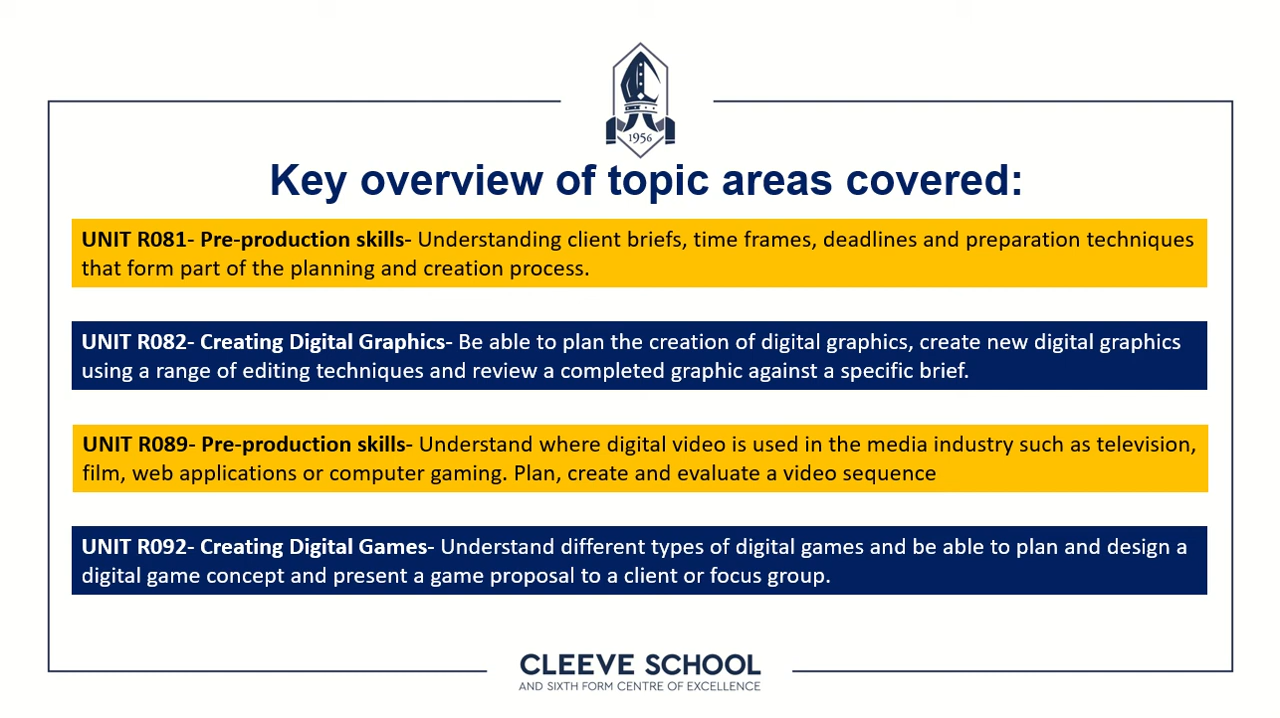 1956
Key overview of topic areas covered:
UNIT R081- Pre-production skills- Understanding client briefs, time frames, deadlines and preparation techniques
that form part of the planning and creation process.
UNIT R082- Creating Digital Graphics- Be able to plan the creation of digital graphics, create new digital graphics
using a range of editing techniques and review a completed graphic against a specific brief.
UNIT R089- Pre-production skills- Understand where digital video is used in the media industry such as television,
film, web applications or computer gaming. Plan, create and evaluate a video sequence
UNIT R092- Creating Digital Games- Understand different types of digital games and be able to plan and design a
digital game concept and present a game proposal to a client or focus group.
CLEEVE SCHOOL
AND SIXTH FORM CENTRE OF EXCELLENCE